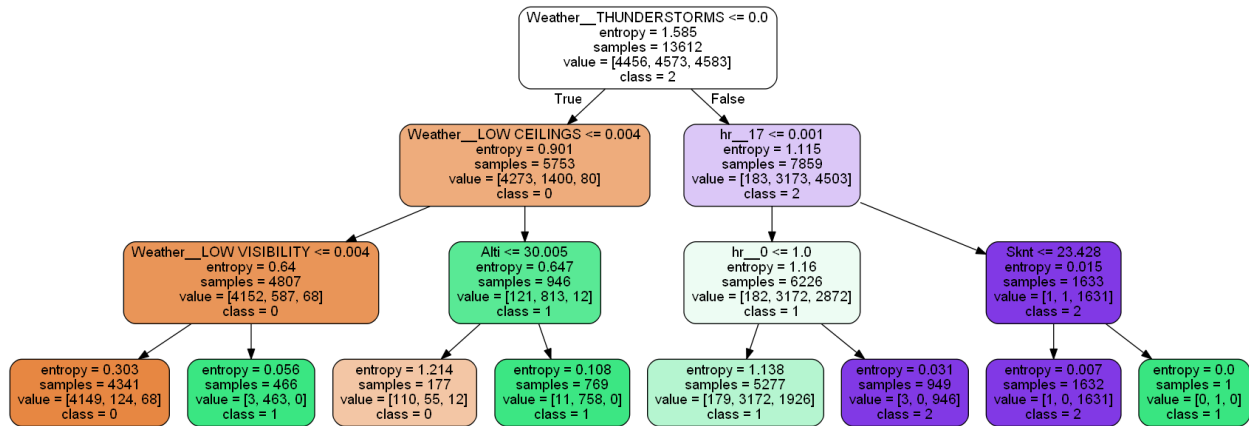 Weather__THUNDERSTORMS <= 0.0
entropy = 1.585
samples = 13612
value = [4456, 4573, 4583]
class = 2
True
False
Weather__LOW CEILINGS <= 0.004
entropy = 0.901
samples = 5753
value = [4273, 1400, 80]
class = 0
hr__17 <= 0.001
entropy = 1.115
samples = 7859
value = [183, 3173, 4503]
class = 2
Weather__LOW VISIBILITY <= 0.004
entropy = 0.64
samples = 4807
value = [4152, 587, 68]
class = 0
Alti <= 30.005
entropy = 0.647
samples = 946
value = [121, 813, 12]
class = 1
hr__0 <= 1.0
entropy = 1.16
samples = 6226
value = [182, 3172, 2872]
class = 1
Sknt <= 23.428
entropy = 0.015
samples = 1633
value = [1, 1, 1631]
class = 2
entropy = 0.303
samples = 4341
value = [4149, 124, 68]
class = 0
entropy = 0.056
samples = 466
value = [3, 463, 0]
class = 1
entropy = 1.214
samples = 177
value = [110, 55, 12]
class = 0
entropy = 0.108
samples = 769
value = [11, 758, 0]
class = 1
entropy = 1.138
samples = 5277
value = [179, 3172, 1926]
class = 1
entropy = 0.031
samples = 949
value = [3, 0, 946]
class = 2
entropy = 0.007
samples = 1632
value = [1, 0, 1631]
class = 2
entropy = 0.0
samples = 1
value = [0, 1, 0]
class = 1